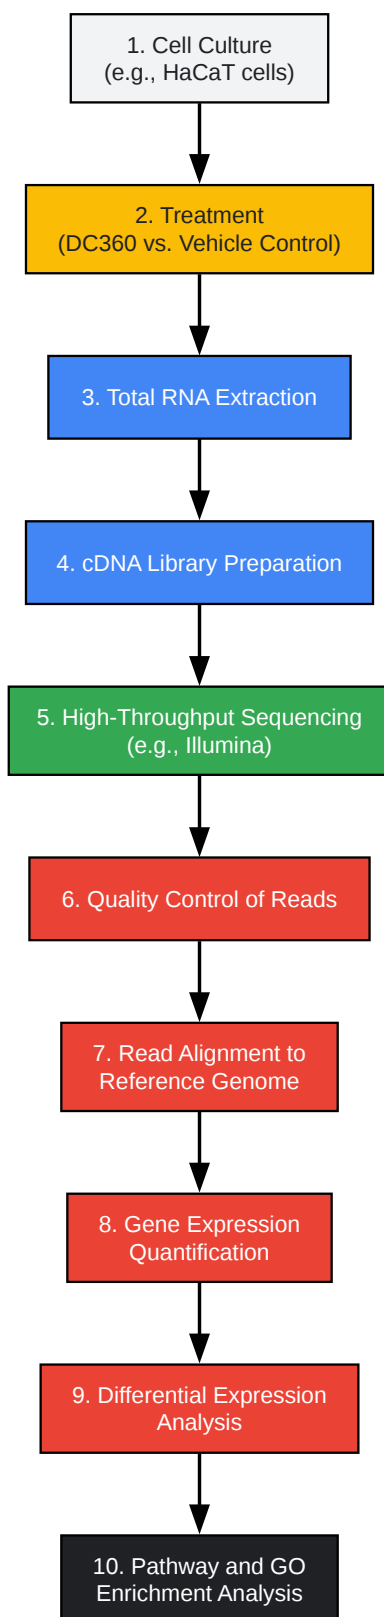 1. Cell Culture
(e.g., HaCaT cells)
2. Treatment
(DC360 vs. Vehicle Control)
3. Total RNA Extraction
4. cDNA Library Preparation
5. High-Throughput Sequencing
(e.g., Illumina)
6. Quality Control of Reads
7. Read Alignment to
Reference Genome
8. Gene Expression
Quantification
9. Differential Expression
Analysis
10. Pathway and GO
Enrichment Analysis